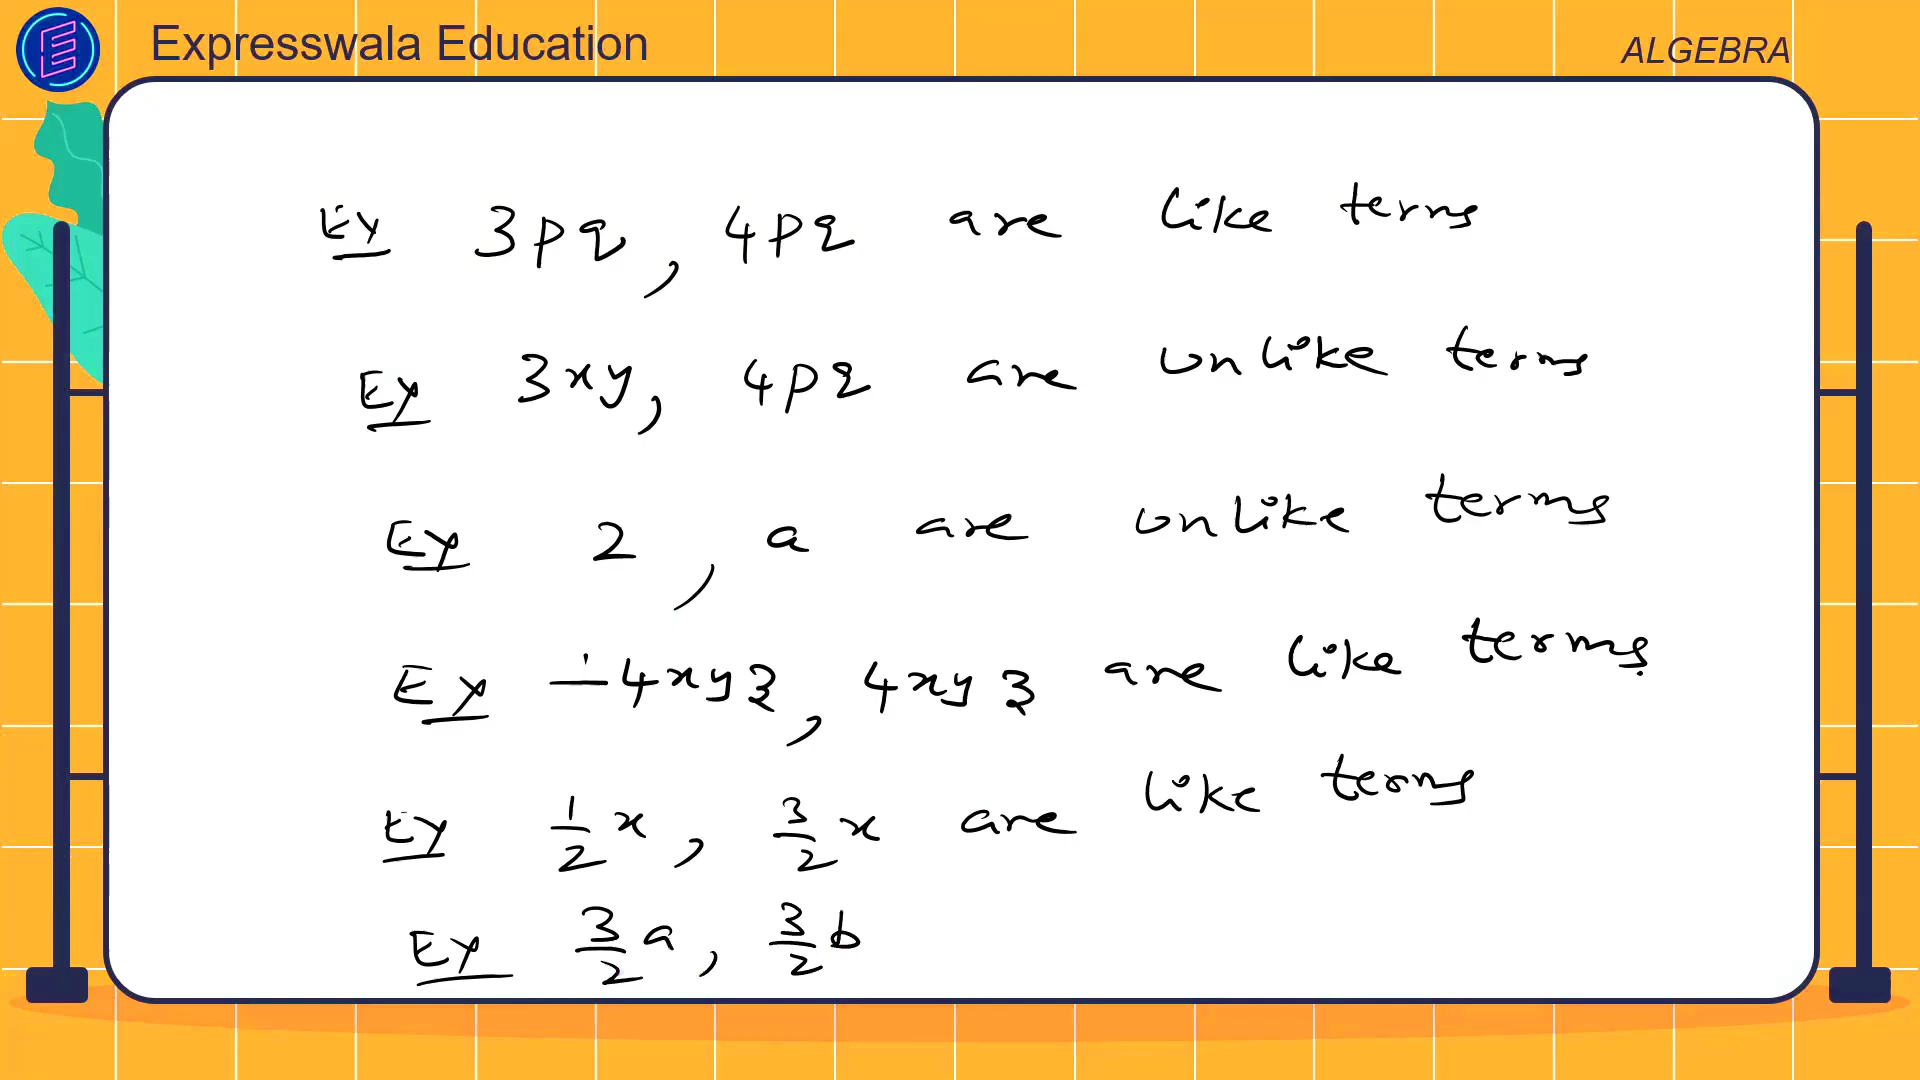 Expresswala Education
ALGEBRA
Ex 3pq, 4pq are like terms
Ex 3xy, 4pq are unlike terms
Ex 2, a are unlike terms
Ex -4xyz, 4xyz are like terms
Ex 1/2 x, 3/2 x are like terms
Ex 3/2 a, 3/2 b